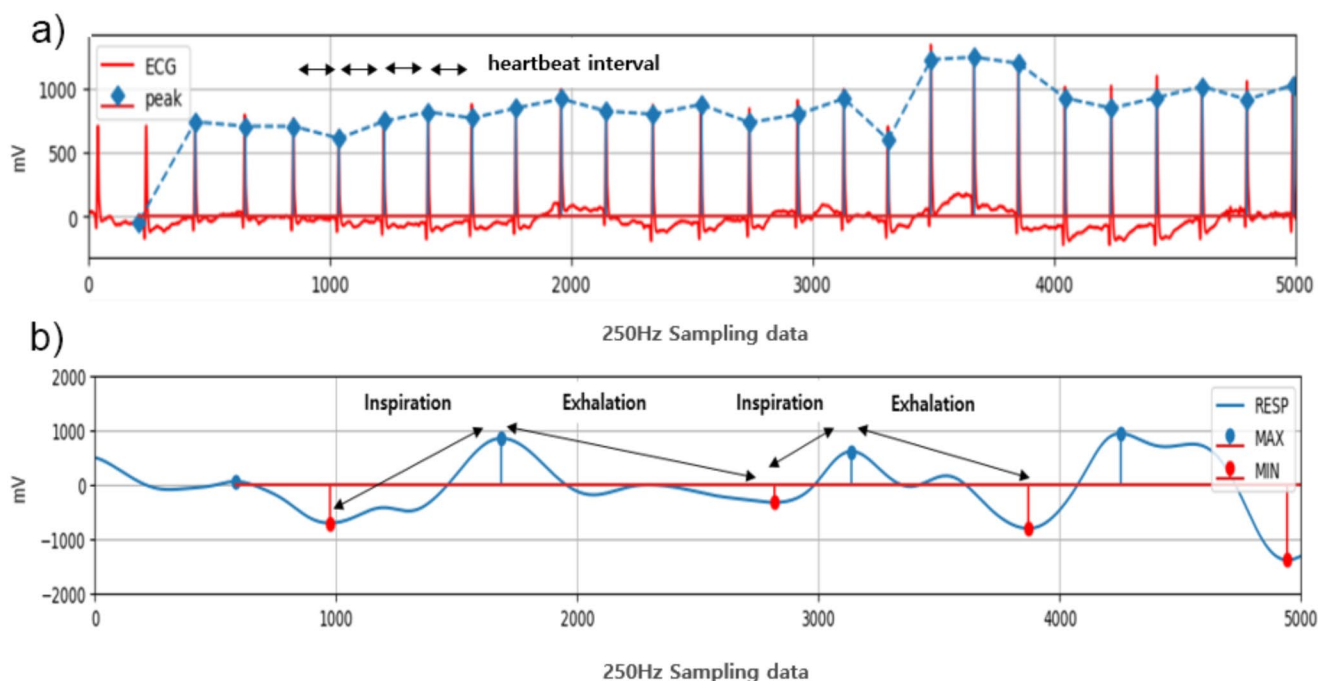 a)
ECG
peak
heartbeat interval
1000
500
0
mV
0 1000 2000 3000 4000 5000
250Hz Sampling data
b)
2000
1000
0
−1000
−2000
mV
Inspiration Exhalation Inspiration Exhalation
RESP
MAX
MIN
0 1000 2000 3000 4000 5000
250Hz Sampling data